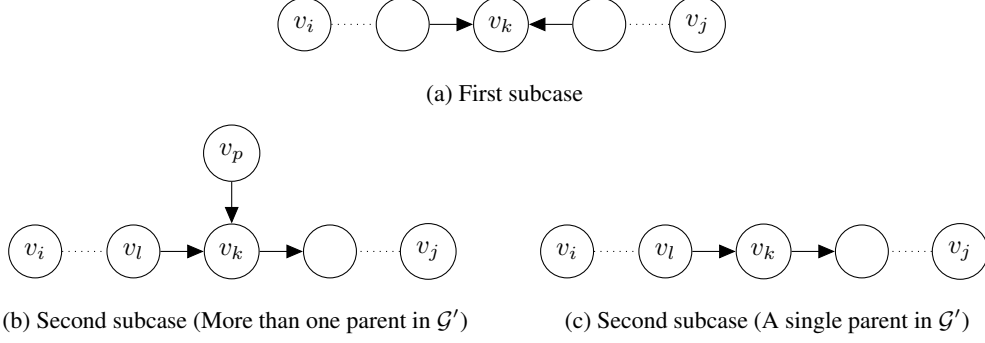 v_i v_k v_j
(a) First subcase
v_p
v_i v_l v_k v_j v_i v_l v_k v_j
(b) Second subcase (More than one parent in 𝒢′) (c) Second subcase (A single parent in 𝒢′)